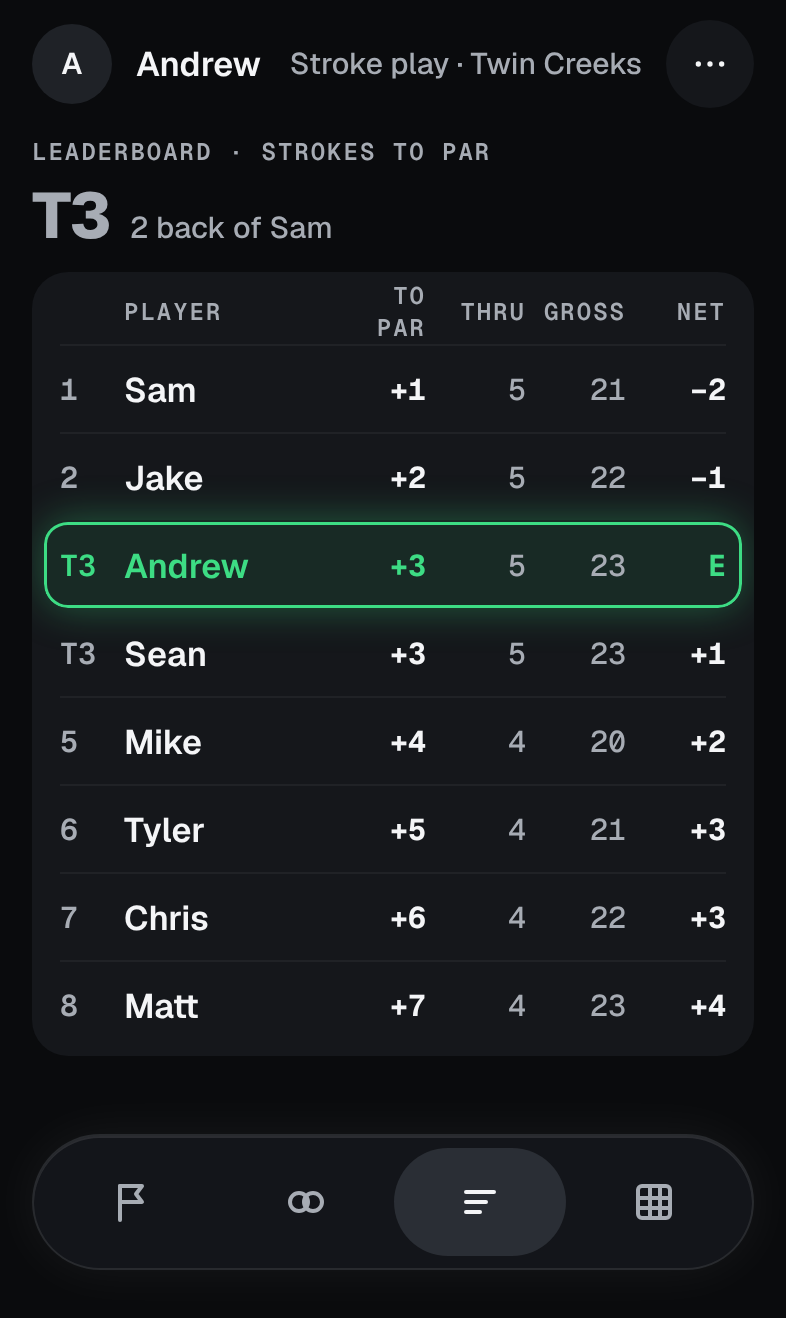 A Andrew Stroke play · Twin Creeks
LEADERBOARD · STROKES TO PAR
T3 2 back of Sam
PLAYER TO PAR THRU GROSS NET
1 Sam +1 5 21 −2
2 Jake +2 5 22 −1
T3 Andrew +3 5 23 E
T3 Sean +3 5 23 +1
5 Mike +4 4 20 +2
6 Tyler +5 4 21 +3
7 Chris +6 4 22 +3
8 Matt +7 4 23 +4